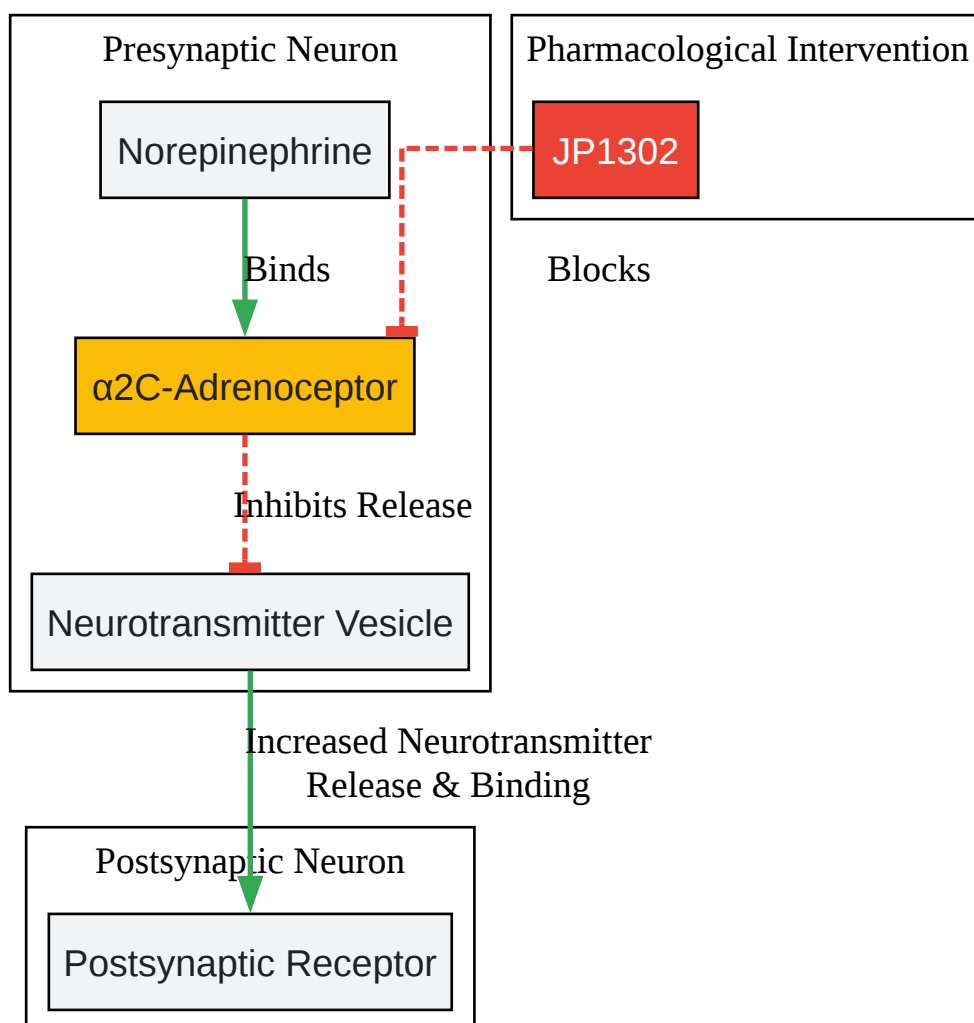 Presynaptic Neuron
Pharmacological Intervention
Norepinephrine
JP1302
Binds
Blocks
α2C-Adrenoceptor
Inhibits Release
Neurotransmitter Vesicle
Increased Neurotransmitter
Release & Binding
Postsynaptic Neuron
Postsynaptic Receptor